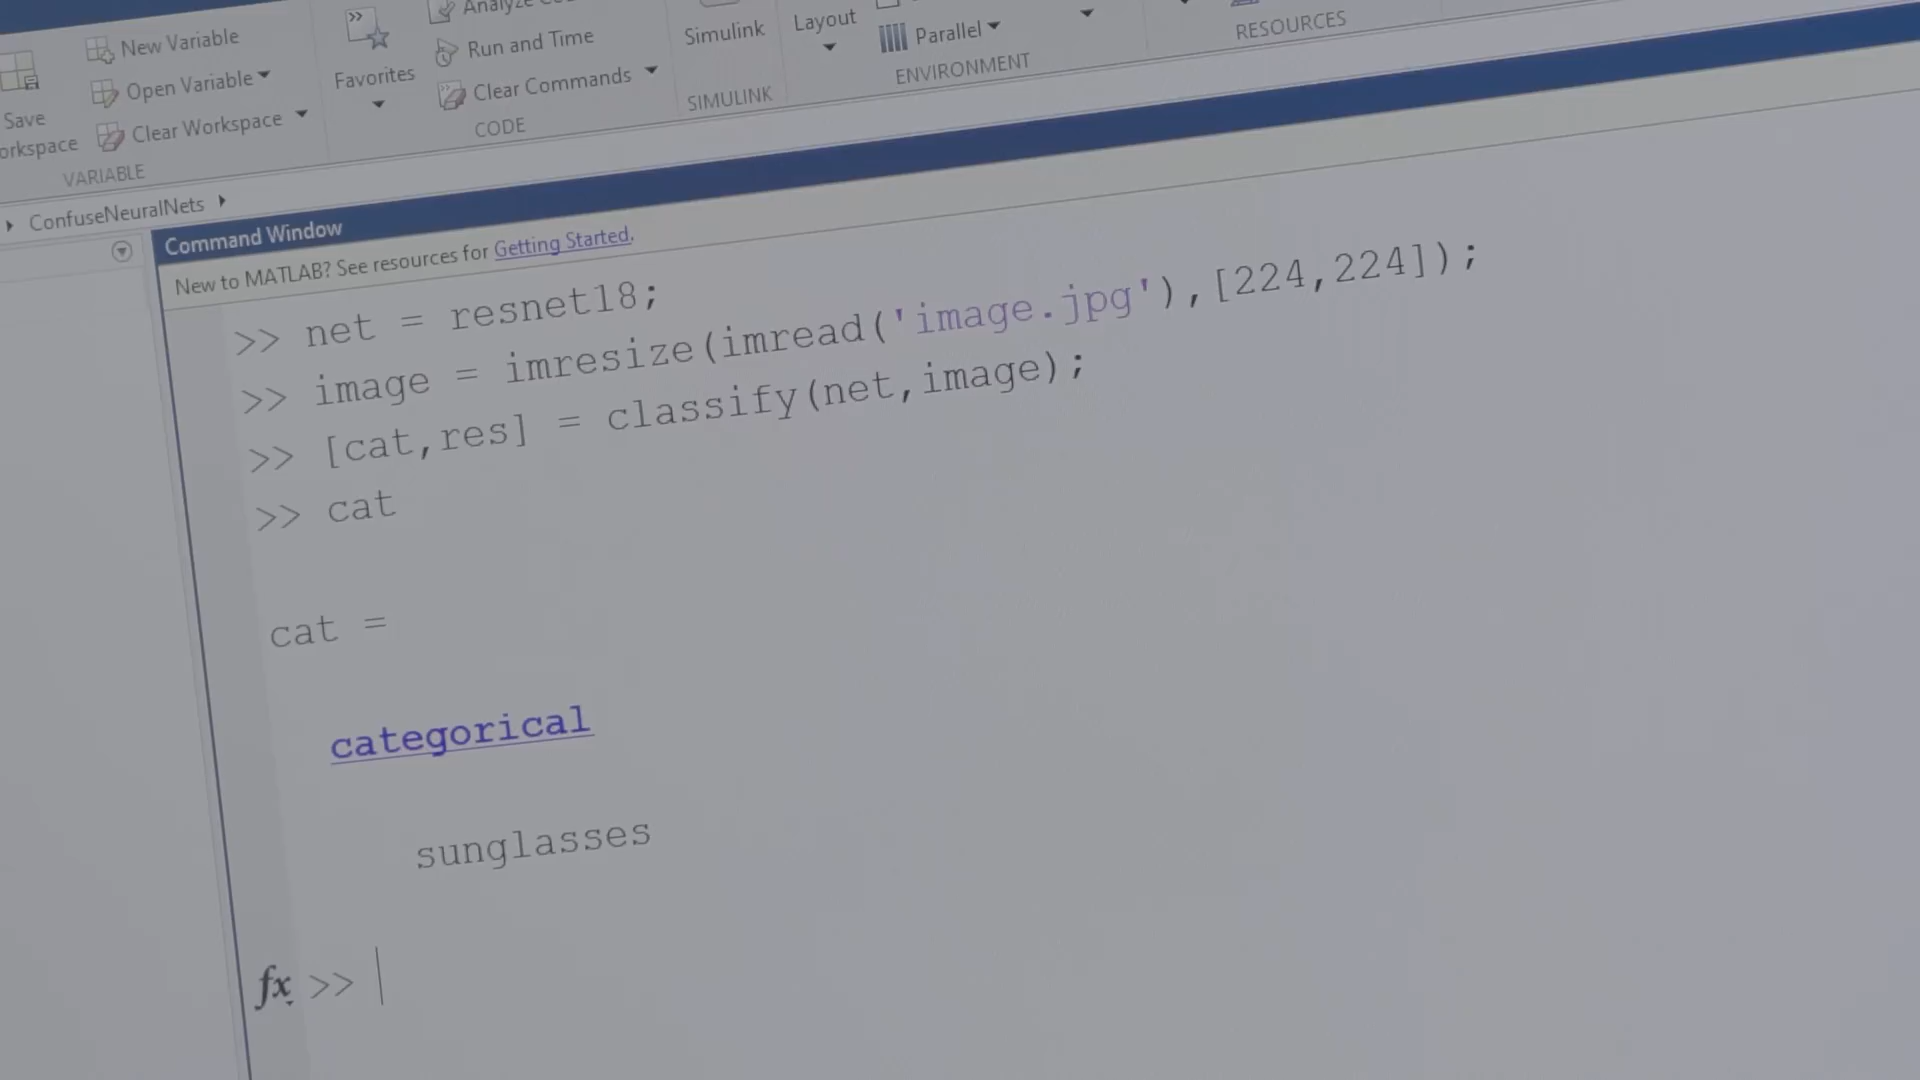 New Variable
Open Variable
Save
Clear Workspace
VARIABLE
Favorites
Run and Time
Clear Commands
CODE
Simulink
SIMULINK
Layout
Parallel
ENVIRONMENT
RESOURCES
ConfuseNeuralNets
Command Window
New to MATLAB? See resources for Getting Started.
>> net = resnet18;
>> image = imresize(imread('image.jpg'),[224,224]);
>> [cat,res] = classify(net,image);
>> cat
cat =
categorical
sunglasses
fx >>